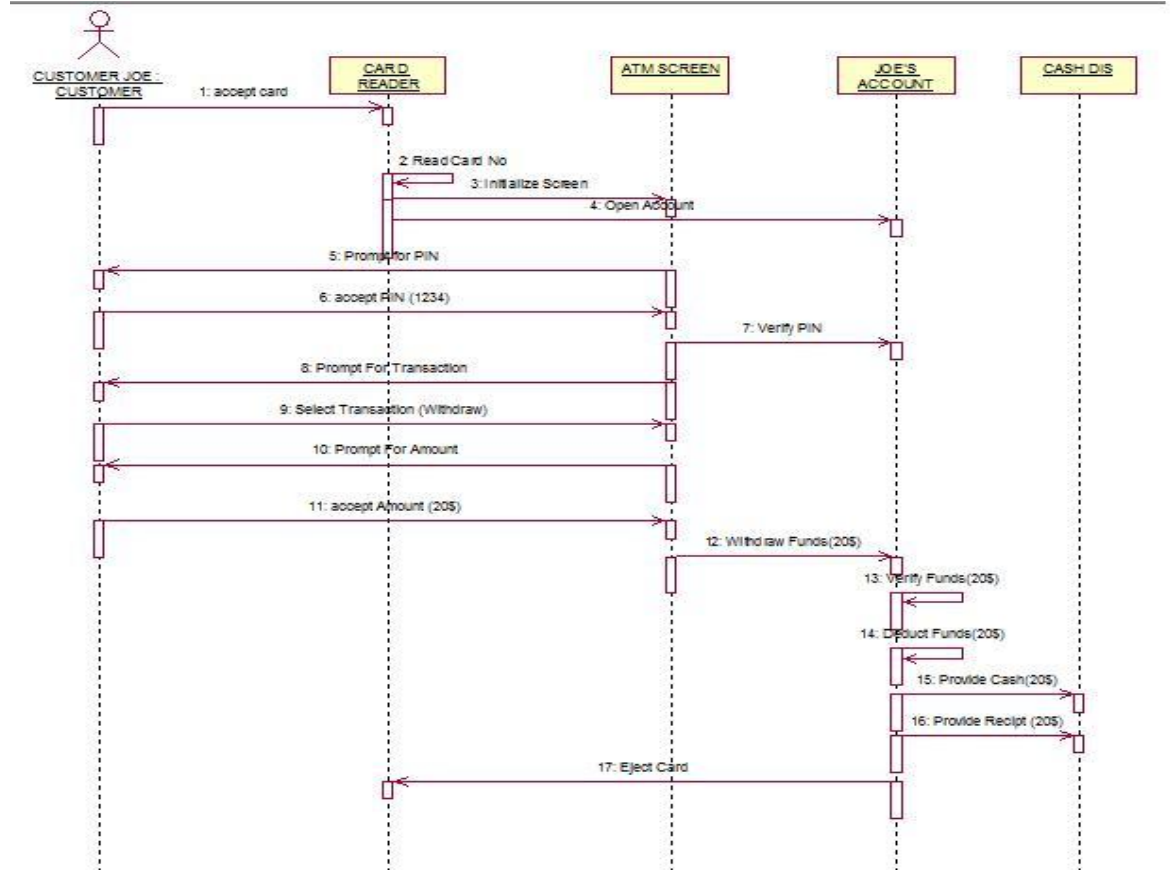 CUSTOMER JOE :
CUSTOMER
CARD
READER
ATM SCREEN
JOE'S
ACCOUNT
CASH DIS
1: accept card
2: Read Card No
3: Initialize Screen
4: Open Account
5: Prompt for PIN
6: accept PIN (1234)
7: Verify PIN
8: Prompt For Transaction
9: Select Transaction (Withdraw)
10: Prompt For Amount
11: accept Amount (20$)
12: Withdraw Funds(20$)
13: Verify Funds(20$)
14: Deduct Funds(20$)
15: Provide Cash(20$)
16: Provide Recipt (20$)
17: Eject Card